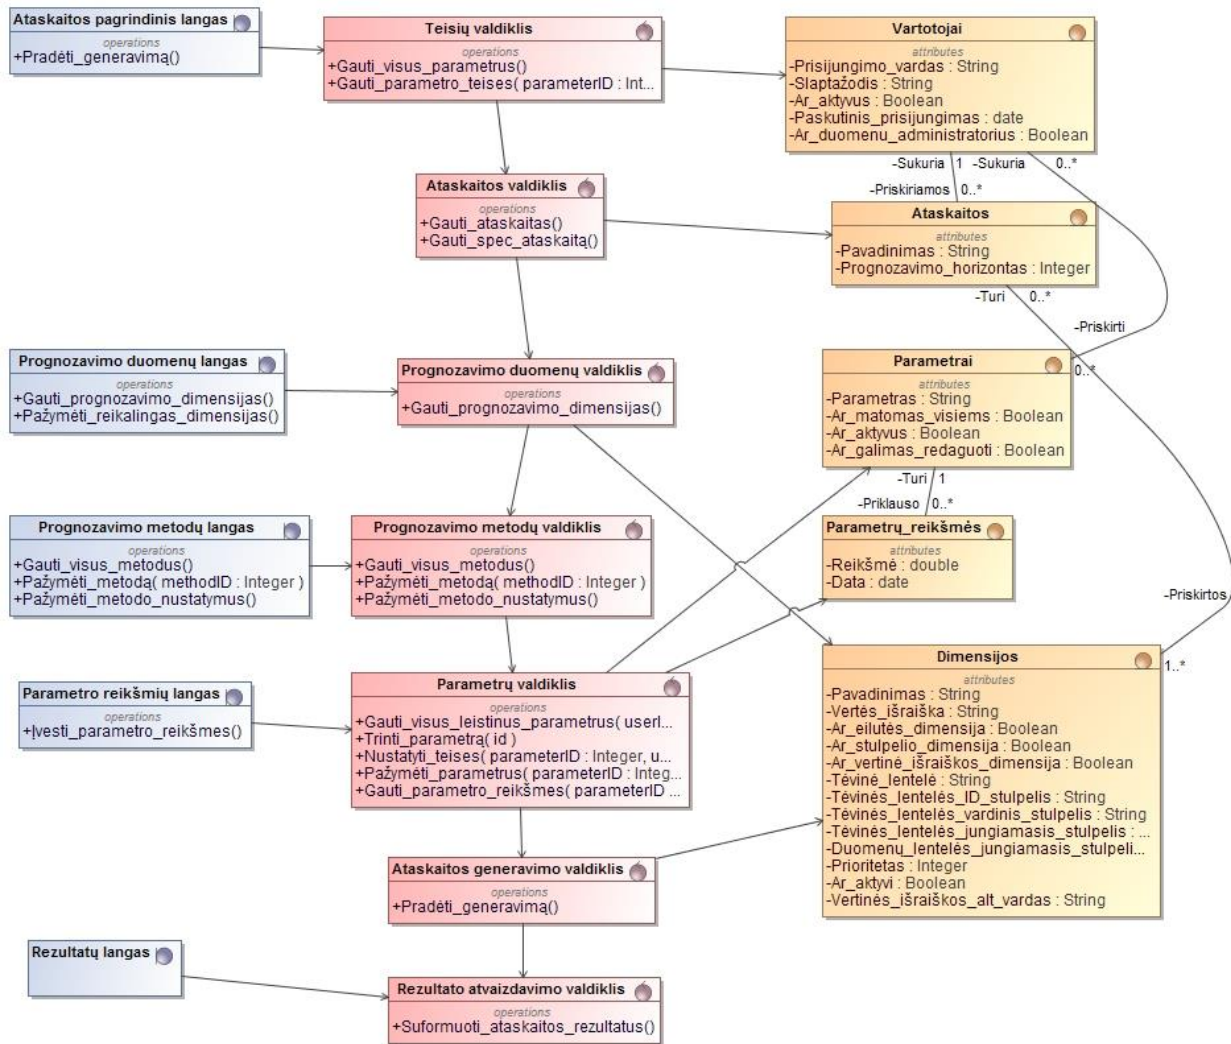 Ataskaitos pagrindinis langas
operations
+Pradėti_generavimą()
Teisių valdiklis
operations
+Gauti_visus_parametrus()
+Gauti_parametro_teises( parameterID : Int...
Vartotojai
attributes
-Prisijungimo_vardas : String
-Slaptažodis : String
-Ar_aktyvus : Boolean
-Paskutinis_prisijungimas : date
-Ar_duomenu_administratorius : Boolean
-Sukuria 1 -Sukuria 0..*
-Priskiriamos 0..*
Ataskaitos valdiklis
operations
+Gauti_ataskaitas()
+Gauti_spec_ataskaitą()
Ataskaitos
attributes
-Pavadinimas : String
-Prognozavimo_horizontas : Integer
-Turi 0..*
-Priskirti
0..*
Prognozavimo duomenų langas
operations
+Gauti_prognozavimo_dimensijas()
+Pažymėti_reikalingas_dimensijas()
Prognozavimo duomenų valdiklis
operations
+Gauti_prognozavimo_dimensijas()
Parametrai
attributes
-Parametras : String
-Ar_matomas_visiems : Boolean
-Ar_aktyvus : Boolean
-Ar_galimas_redaguoti : Boolean
-Turi 1
-Priklauso 0..*
Prognozavimo metodų langas
operations
+Gauti_visus_metodus()
+Pažymėti_metodą( methodID : Integer )
+Pažymėti_metodo_nustatymus()
Prognozavimo metodų valdiklis
operations
+Gauti_visus_metodus()
+Pažymėti_metodą( methodID : Integer )
+Pažymėti_metodo_nustatymus()
Parametrų_reikšmės
attributes
-Reikšmė : double
-Data : date
-Priskirtos
1..*
Parametro reikšmių langas
operations
+Įvesti_parametro_reikšmes()
Parametrų valdiklis
operations
+Gauti_visus_leistinus_parametrus( userI...
+Trinti_parametrą( id )
+Nustatyti_teises( parameterID : Integer, u...
+Pažymėti_parametrus( parameterID : Integ...
+Gauti_parametro_reikšmes( parameterID ...
Dimensijos
attributes
-Pavadinimas : String
-Vertės_išraiška : String
-Ar_eilutės_dimensija : Boolean
-Ar_stulpelio_dimensija : Boolean
-Ar_vertinė_išraiškos_dimensija : Boolean
-Tėvinė_lentelė : String
-Tėvinės_lentelės_ID_stulpelis : String
-Tėvinės_lentelės_vardinis_stulpelis : String
-Tėvinės_lentelės_jungiamasis_stulpelis : ...
-Duomenų_lentelės_jungiamasis_stulpeli...
-Prioritetas : Integer
-Ar_aktyvi : Boolean
-Vertinės_išraiškos_alt_vardas : String
Ataskaitos generavimo valdiklis
operations
+Pradėti_generavimą()
Rezultatų langas
Rezultato atvaizdavimo valdiklis
operations
+Suformuoti_ataskaitos_rezultatus()